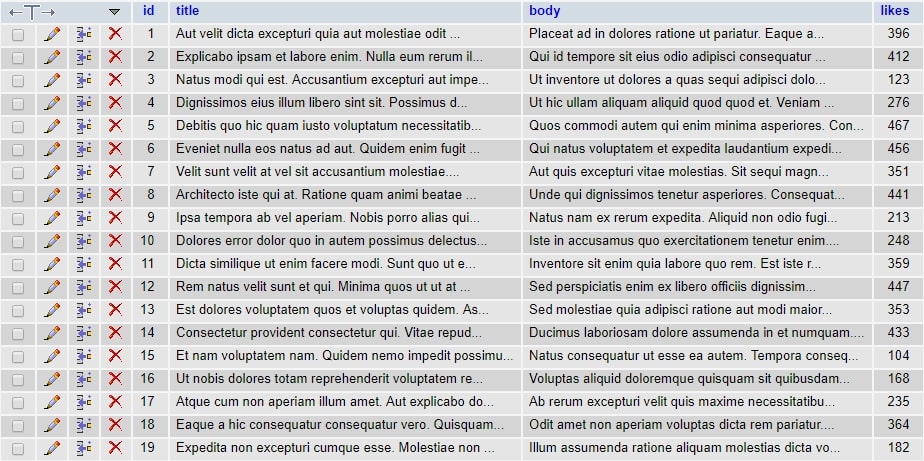 id title body likes
1 Aut velit dicta excepturi quia aut molestiae odit ... Placeat ad in dolores ratione ut pariatur. Eaque a... 396
2 Explicabo ipsam et labore enim. Nulla eum rerum il... Qui id tempore sit eius odio adipisci consequatur ... 412
3 Natus modi qui est. Accusantium excepturi aut impe... Ut inventore ut dolores a quas sequi adipisci dolo... 123
4 Dignissimos eius illum libero sint sit. Possimus d... Ut hic ullam aliquam aliquid quod quod et. Veniam ... 276
5 Debitis quo hic quam iusto voluptatum necessitatib... Quos commodi autem qui enim minima asperiores. Con... 467
6 Eveniet nulla eos natus ad aut. Quidem enim fugit ... Qui natus voluptatem et expedita laudantium expedi... 456
7 Velit sunt velit at vel sit accusantium molestiae.... Aut quis excepturi vitae molestias. Sit sequi magn... 351
8 Architecto iste qui at. Ratione quam animi beatae ... Unde qui dignissimos tenetur asperiores. Consequat... 441
9 Ipsa tempora ab vel aperiam. Nobis porro alias qui... Natus nam ex rerum expedita. Aliquid non odio fugi... 213
10 Dolores error dolor quo in autem possimus delectus... Iste in accusamus quo exercitationem tenetur enim.... 248
11 Dicta similique ut enim facere modi. Sunt quo ut e... Inventore sit enim quia labore quo rem. Est iste r... 359
12 Rem natus velit sunt et qui. Minima quos ut ut at ... Sed perspiciatis enim ex libero officiis dignissim... 447
13 Est dolores voluptatem quos et voluptas quidem. As... Sed molestiae quia adipisci ratione aut modi maior... 353
14 Consectetur provident consectetur qui. Vitae repud... Ducimus laboriosam dolore assumenda in et numquam.... 433
15 Et nam voluptatem nam. Quidem nemo impedit possimu... Natus consequatur ut esse ea autem. Tempora conseq... 104
16 Ut nobis dolores totam reprehenderit voluptatem re... Voluptas aliquid doloremque quisquam sit quibusdam... 168
17 Atque cum non aperiam illum amet. Aut explicabo do... Ab rerum excepturi velit quis maxime necessitatibu... 235
18 Eaque a hic consequatur consequatur vero. Quisquam... Odit amet non aperiam voluptas dicta rem pariatur.... 364
19 Expedita non excepturi cumque esse. Molestiae non ... Illum assumenda ratione aliquam molestias dicta vo... 182